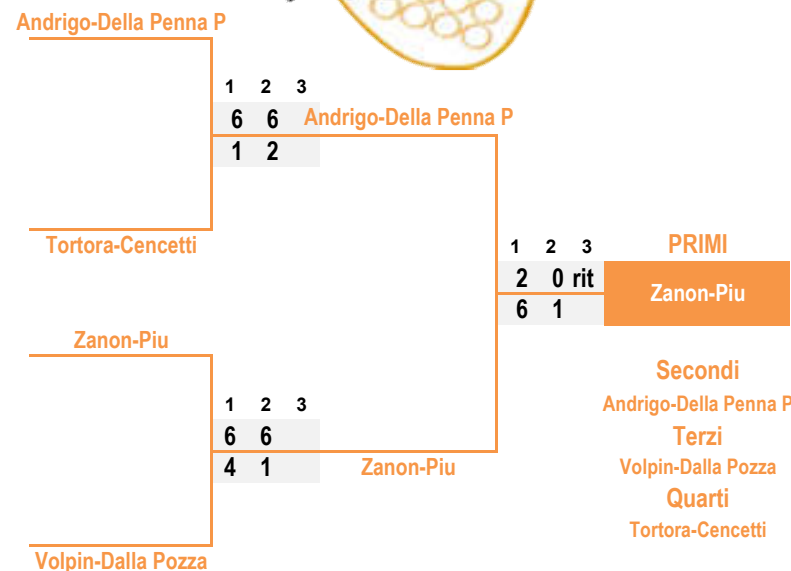 Andrigo-Della Penna P
1 2 3
6 6 Andrigo-Della Penna P
1 2
Tortora-Cencetti
1 2 3 PRIMI
2 0 rit Zanon-Piu
6 1
Zanon-Piu
Secondi
1 2 3 Andrigo-Della Penna P
6 6 Terzi
4 1 Zanon-Piu Volpin-Dalla Pozza
Quarti
Tortora-Cencetti
Volpin-Dalla Pozza